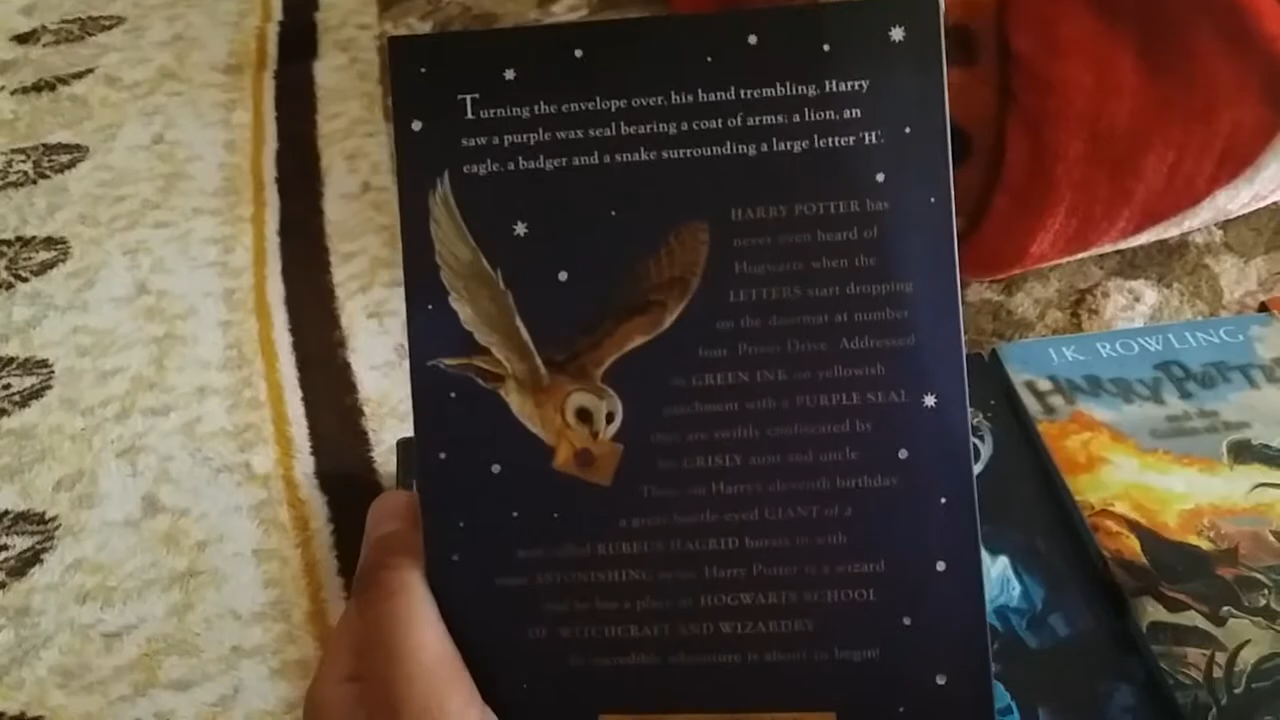 Turning the envelope over, his hand trembling, Harry
saw a purple wax seal bearing a coat of arms; a lion, an
eagle, a badger and a snake surrounding a large letter 'H'.
HARRY POTTER has
never even heard of
Hogwarts when the
LETTERS start dropping
on the doormat at number
four, Privet Drive. Addressed
in GREEN INK on yellowish
parchment with a PURPLE SEAL,
they are swiftly confiscated by
his GRISLY aunt and uncle.
Then, on Harry's eleventh birthday,
a great beetle-eyed GIANT of a
man called RUBEUS HAGRID bursts in with
some ASTONISHING news: Harry Potter is a wizard
and he has a place at HOGWARTS SCHOOL
OF WITCHCRAFT AND WIZARDRY.
incredible adventure is about to begin!
J.K. ROWLING
HARRY POTTER
and the